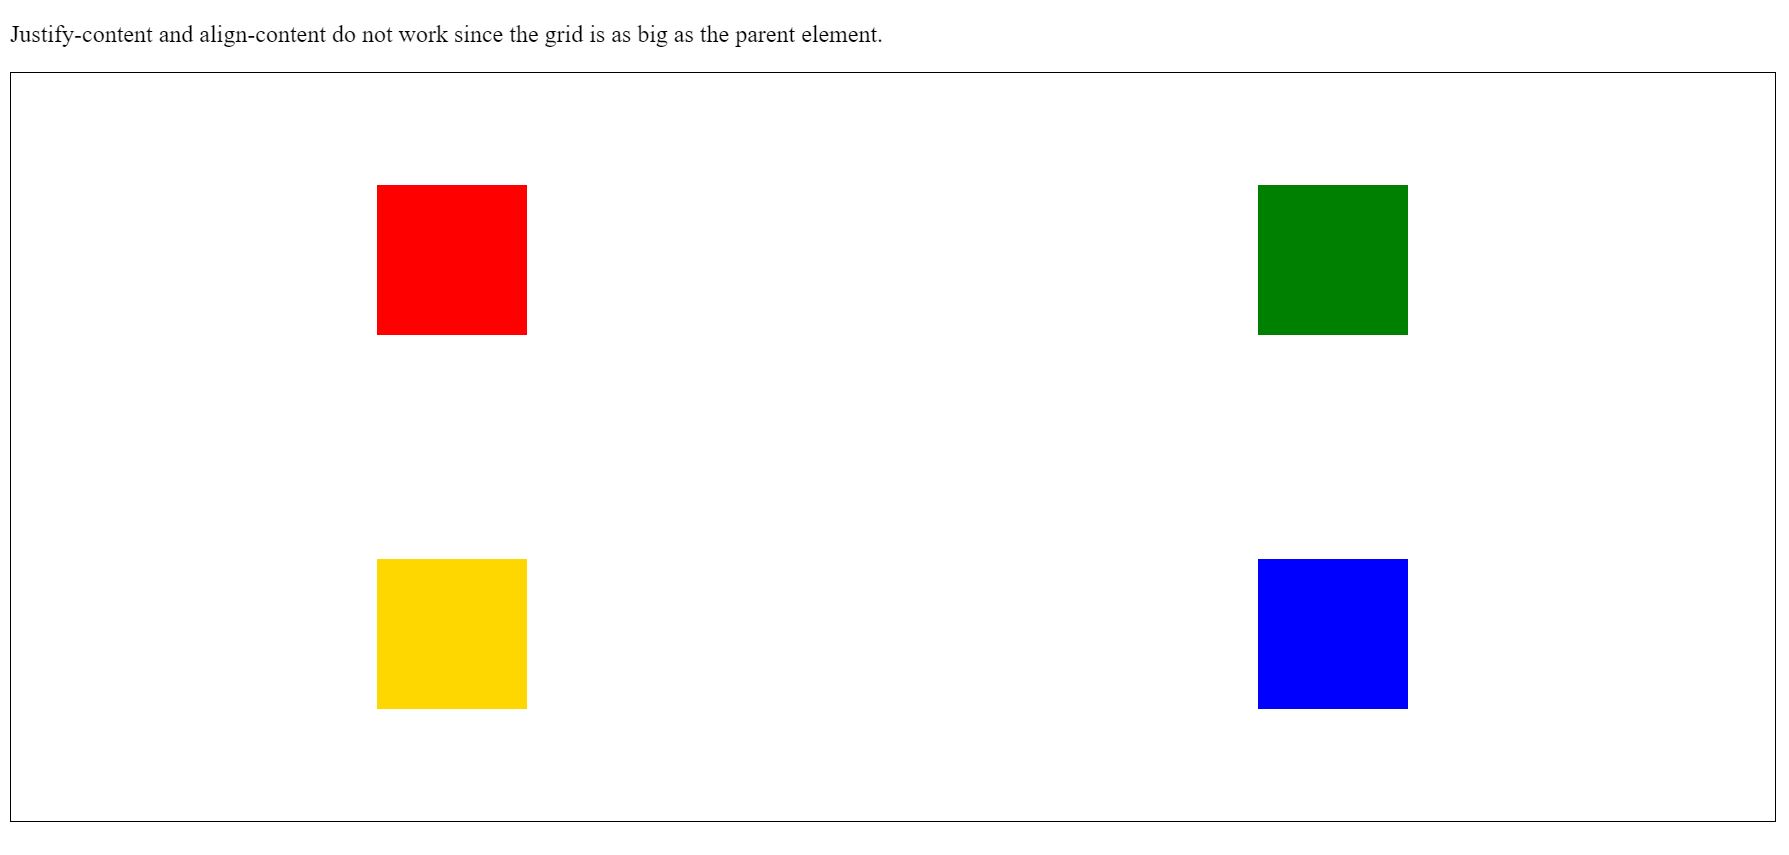 Justify-content and align-content do not work since the grid is as big as the parent element.